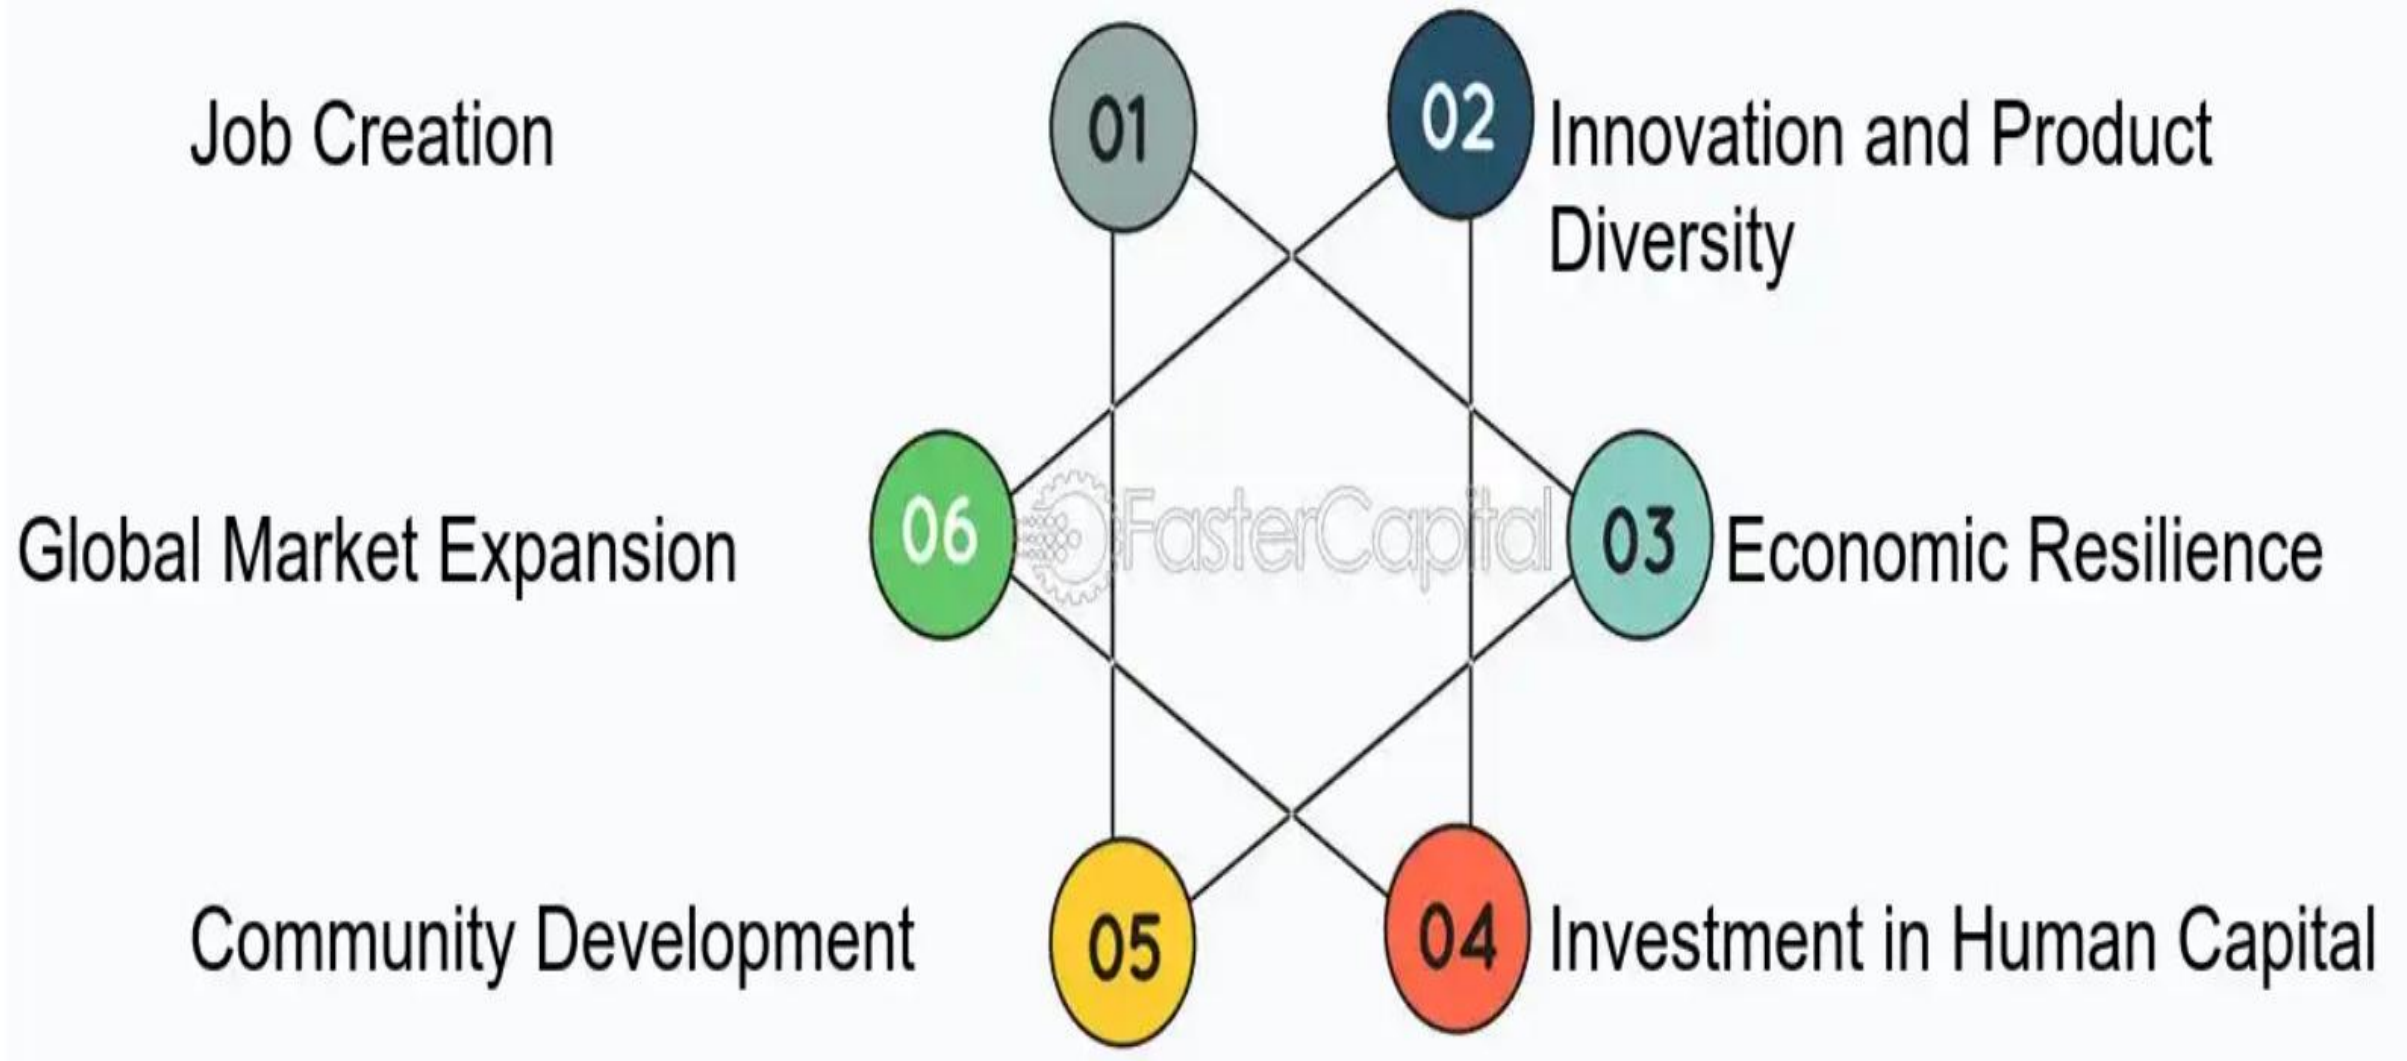 Job Creation
01
02
Innovation and Product
Diversity
Global Market Expansion
06
FasterCapital
03
Economic Resilience
Community Development
05
04
Investment in Human Capital